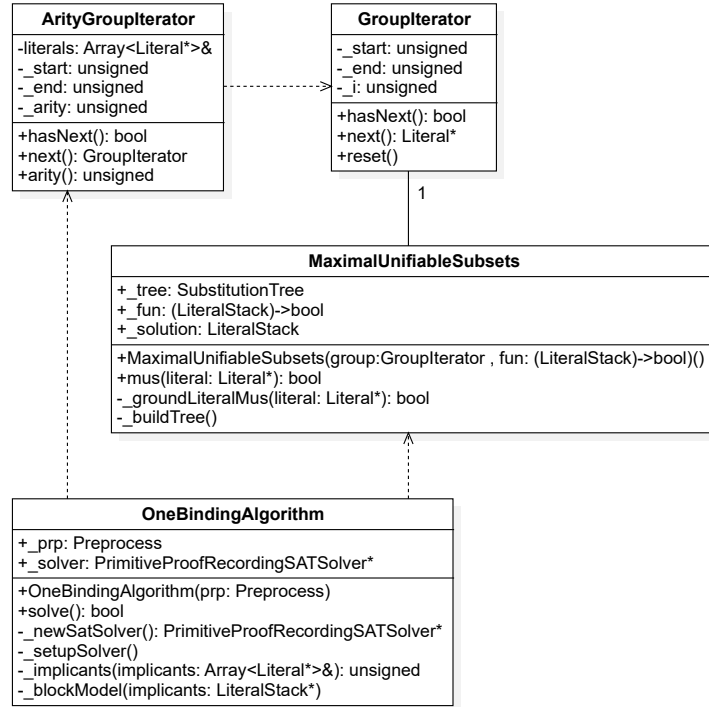 ArityGroupIterator
-literals: Array<Literal*>&
-_start: unsigned
-_end: unsigned
-_arity: unsigned
+hasNext(): bool
+next(): GroupIterator
+arity(): unsigned
GroupIterator
-_start: unsigned
-_end: unsigned
-_i: unsigned
+hasNext(): bool
+next(): Literal*
+reset()
1
MaximalUnifiableSubsets
+_tree: SubstitutionTree
+_fun: (LiteralStack)->bool
+_solution: LiteralStack
+MaximalUnifiableSubsets(group:GroupIterator , fun: (LiteralStack)->bool)()
+mus(literal: Literal*): bool
-_groundLiteralMus(literal: Literal*): bool
-_buildTree()
OneBindingAlgorithm
+_prp: Preprocess
+_solver: PrimitiveProofRecordingSATSolver*
+OneBindingAlgorithm(prp: Preprocess)
+solve(): bool
-_newSatSolver(): PrimitiveProofRecordingSATSolver*
-_setupSolver()
-_implicants(implicants: Array<Literal*>&): unsigned
-_blockModel(implicants: LiteralStack*)